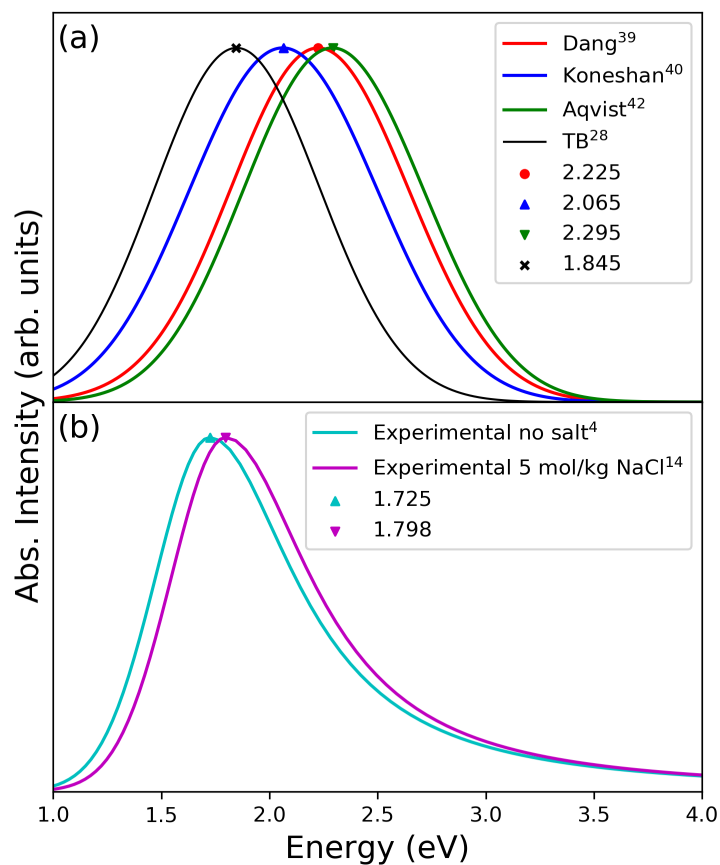 (a)
Dang³⁹
Koneshan⁴⁰
Aqvist⁴²
TB²⁸
2.225
2.065
2.295
1.845
Abs. Intensity (arb. units)
(b)
Experimental no salt⁴
Experimental 5 mol/kg NaCl¹⁴
1.725
1.798
1.0 1.5 2.0 2.5 3.0 3.5 4.0
Energy (eV)